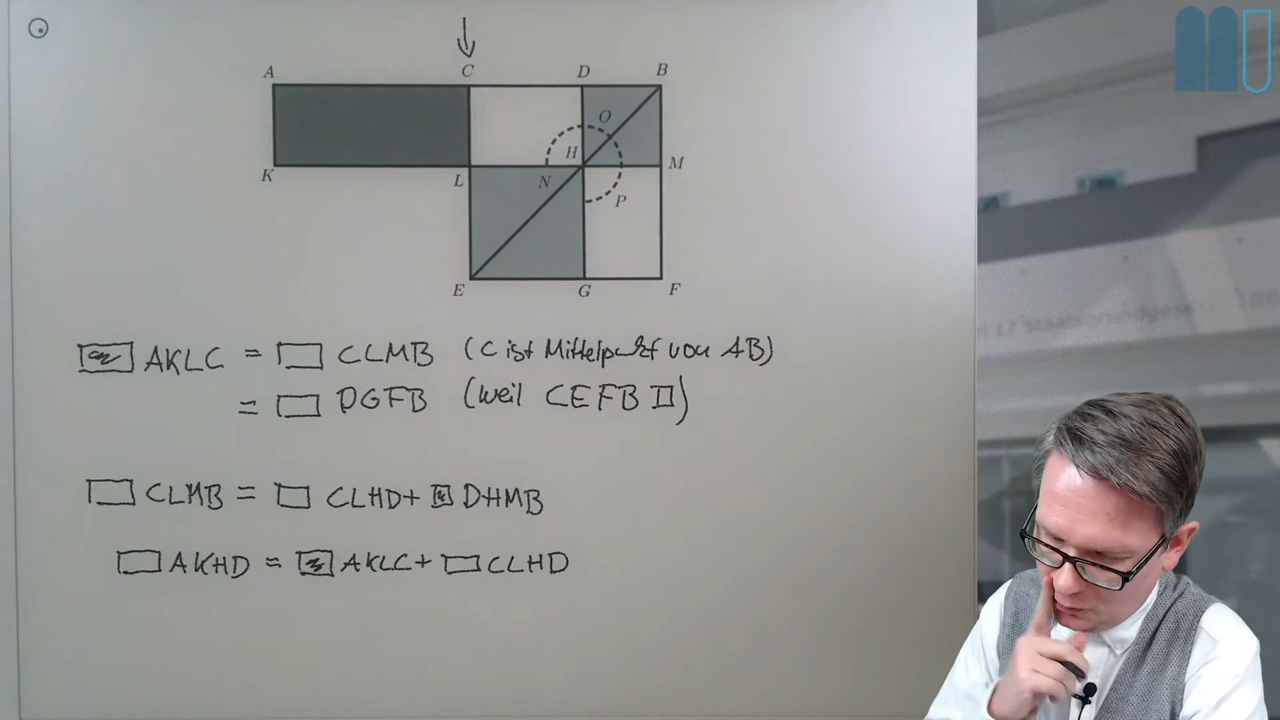 A C D B
O
H
K L N M
P
E G F
AKLC = CLMB (C ist Mittelpunkt von AB)
= DGFB (weil CEFB □)
CLMB = CLHD + DHMB
AKHD = AKLC + CLHD